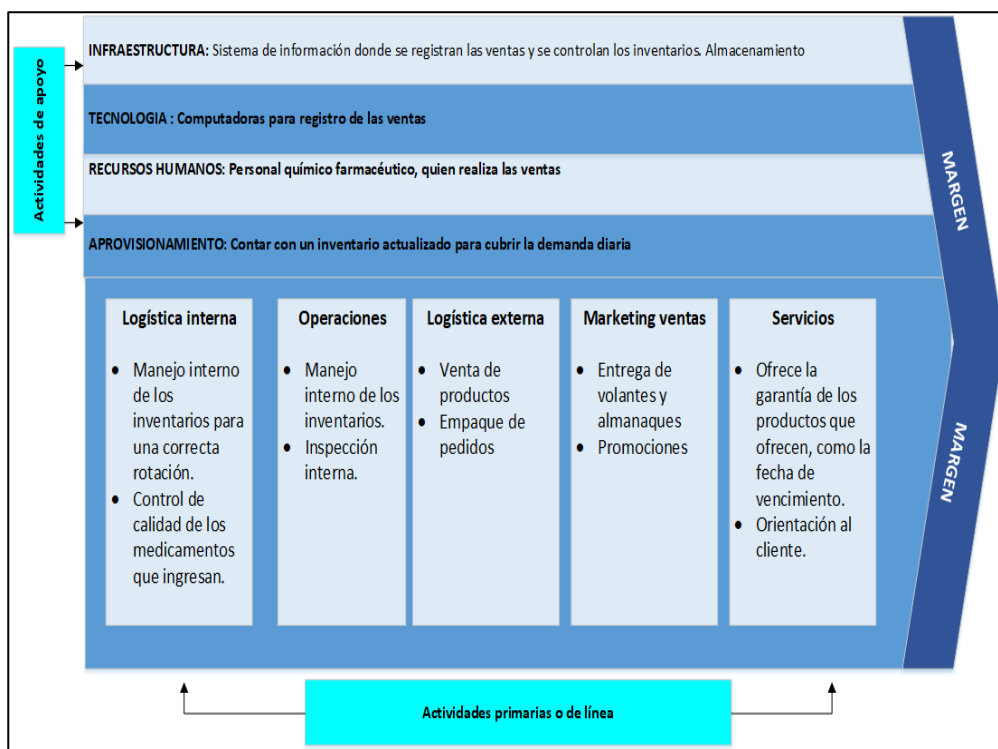 Actividades de apoyo
INFRAESTRUCTURA: Sistema de información donde se registran las ventas y se controlan los inventarios. Almacenamiento
TECNOLOGIA : Computadoras para registro de las ventas
RECURSOS HUMANOS: Personal químico farmacéutico, quien realiza las ventas
APROVISIONAMIENTO: Contar con un inventario actualizado para cubrir la demanda diaria
MARGEN
MARGEN
Logística interna
• Manejo interno
de los
inventarios para
una correcta
rotación.
• Control de
calidad de los
medicamentos
que ingresan.
Operaciones
• Manejo
interno de los
inventarios.
• Inspección
interna.
Logística externa
• Venta de
productos
• Empaque de
pedidos
Marketing ventas
• Entrega de
volantes y
almanaques
• Promociones
Servicios
• Ofrece la
garantía de los
productos que
ofrecen, como la
fecha de
vencimiento.
• Orientación al
cliente.
Actividades primarias o de línea